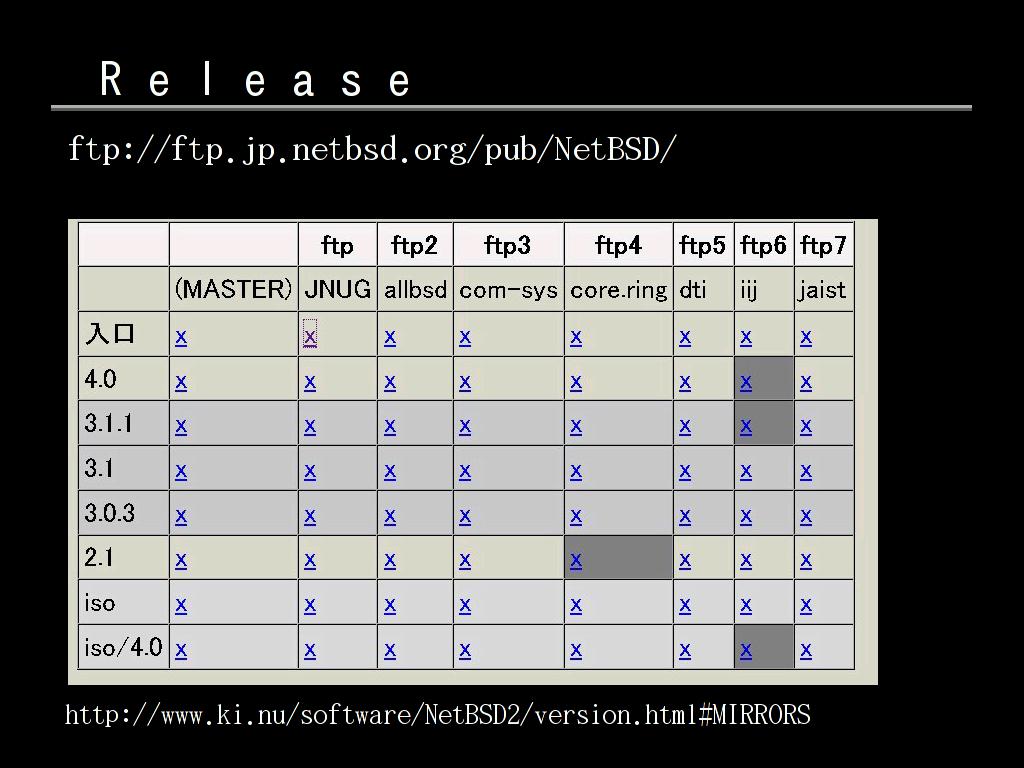 Release
ftp://ftp.jp.netbsd.org/pub/NetBSD/
ftp ftp2 ftp3 ftp4 ftp5 ftp6 ftp7
(MASTER) JNUG allbsd com-sys core.ring dti iij jaist
入口 x x x x x x x x
4.0 x x x x x x x x
3.1.1 x x x x x x x x
3.1 x x x x x x x x
3.0.3 x x x x x x x x
2.1 x x x x x x x x
iso x x x x x x x x
iso/4.0 x x x x x x x x
http://www.ki.nu/software/NetBSD2/version.html#MIRRORS